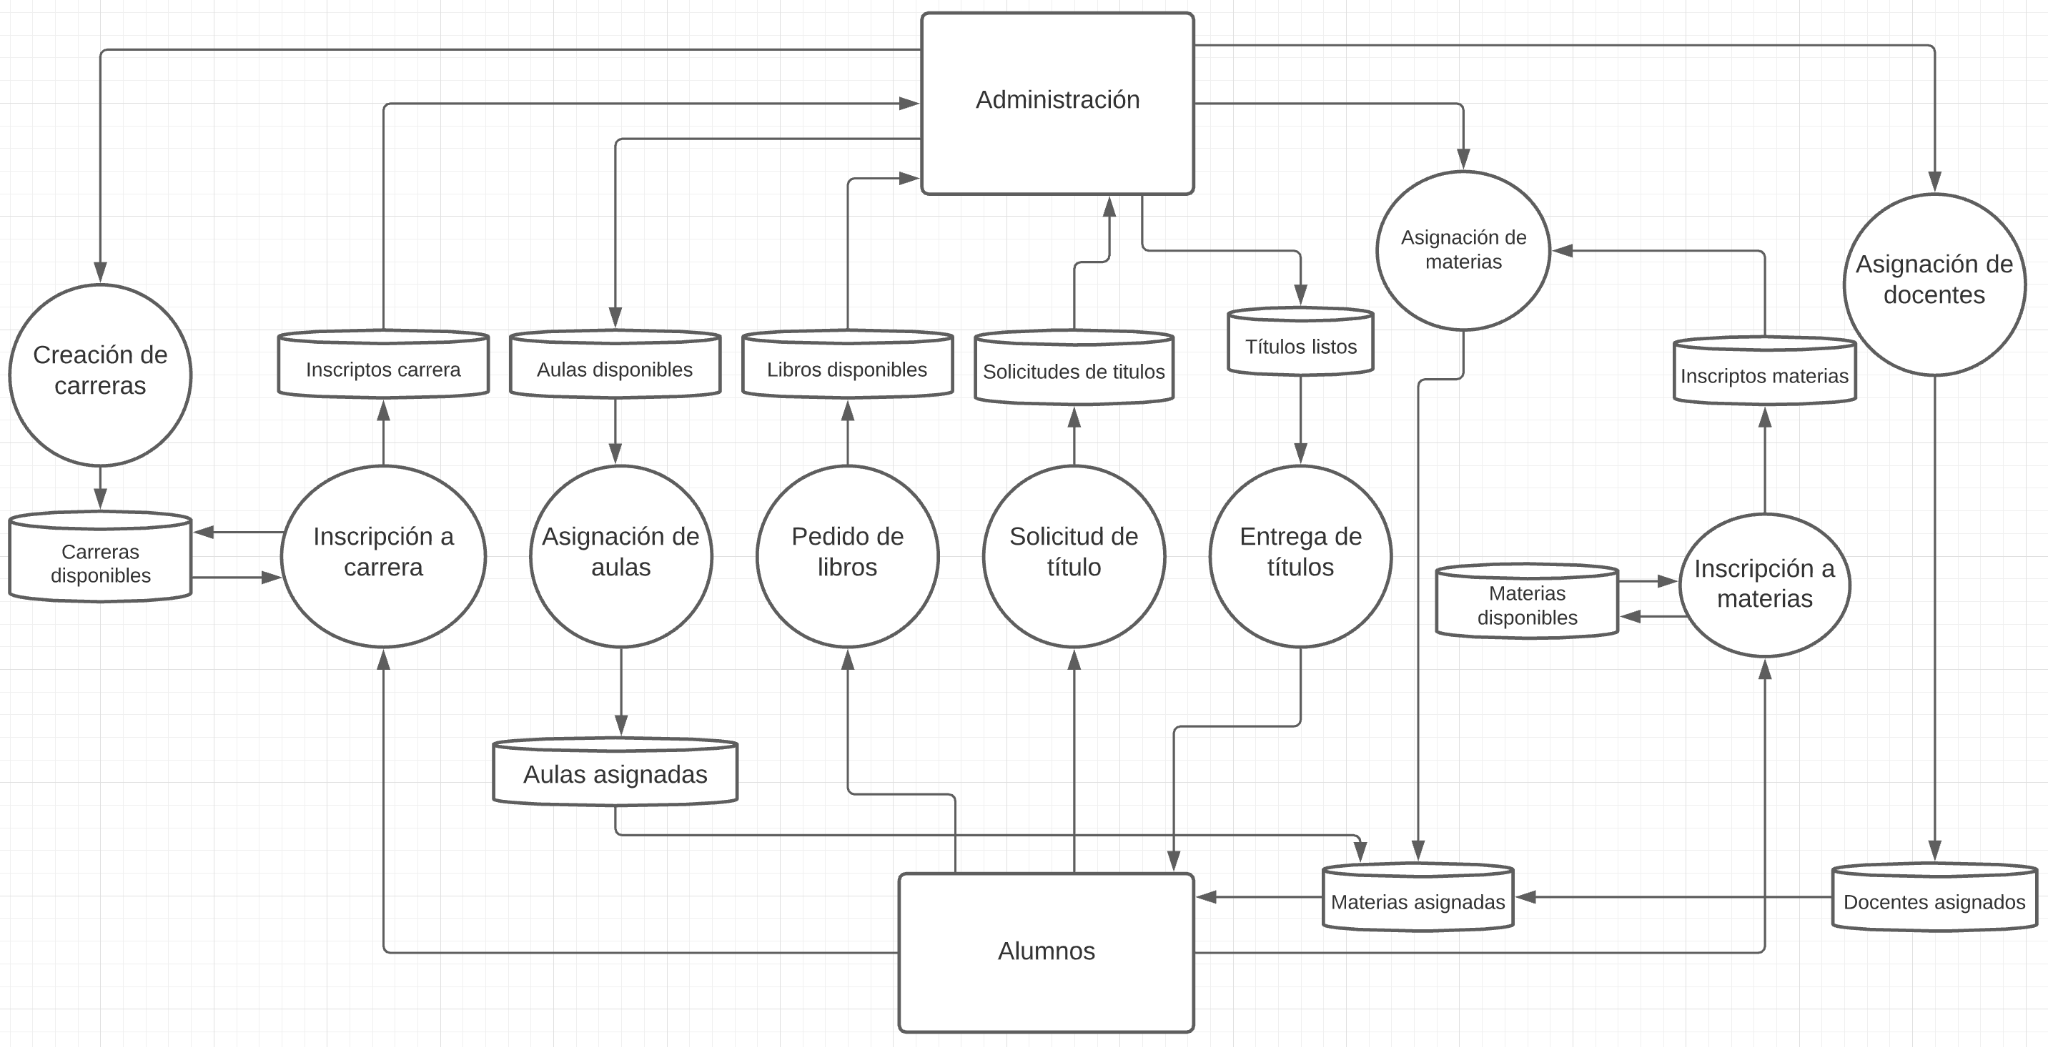 Administración
Asignación de
materias
Asignación de
docentes
Creación de
carreras
Inscriptos carrera
Aulas disponibles
Libros disponibles
Solicitudes de titulos
Títulos listos
Inscriptos materias
Carreras
disponibles
Inscripción a
carrera
Asignación de
aulas
Pedido de
libros
Solicitud de
título
Entrega de
títulos
Materias
disponibles
Inscripción a
materias
Aulas asignadas
Materias asignadas
Docentes asignados
Alumnos